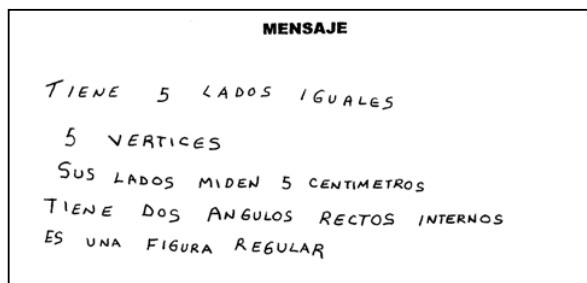 MENSAJE
TIENE 5 LADOS IGUALES
5 VERTICES
SUS LADOS MIDEN 5 CENTIMETROS
TIENE DOS ANGULOS RECTOS INTERNOS
ES UNA FIGURA REGULAR